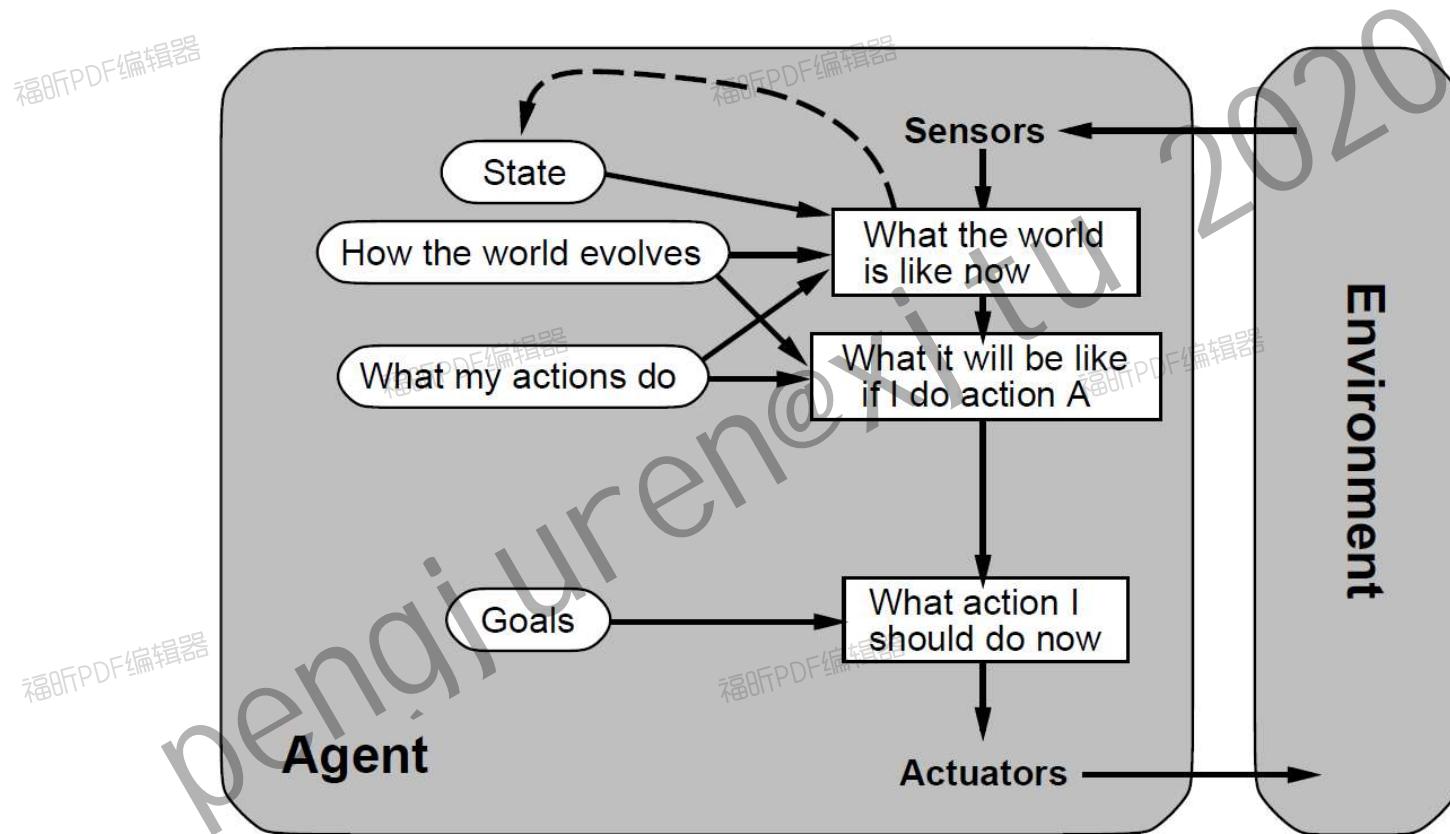 福昕PDF编辑器
福昕PDF编辑器
Sensors
State
What the world
is like now
How the world evolves
福昕PDF编辑器
What it will be like
if I do action A
福昕PDF编辑器
What my actions do
Environment
Goals
What action I
should do now
福昕PDF编辑器
福昕PDF编辑器
Agent
Actuators
pengjuren@xjtu 2020